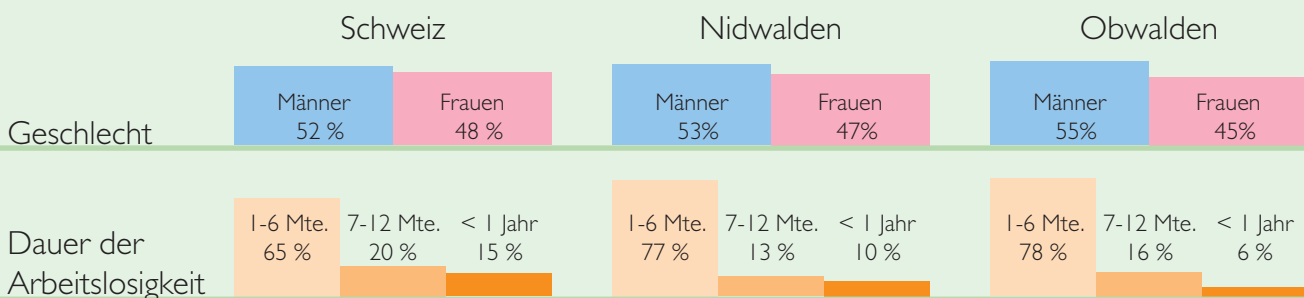 Schweiz Nidwalden Obwalden
Männer Frauen Männer Frauen Männer Frauen
Geschlecht 52 % 48 % 53% 47% 55% 45%
1-6 Mte. 7-12 Mte. < 1 Jahr 1-6 Mte. 7-12 Mte. < 1 Jahr 1-6 Mte. 7-12 Mte. < 1 Jahr
Dauer der 65 % 20 % 15 % 77 % 13 % 10 % 78 % 16 % 6 %
Arbeitslosigkeit